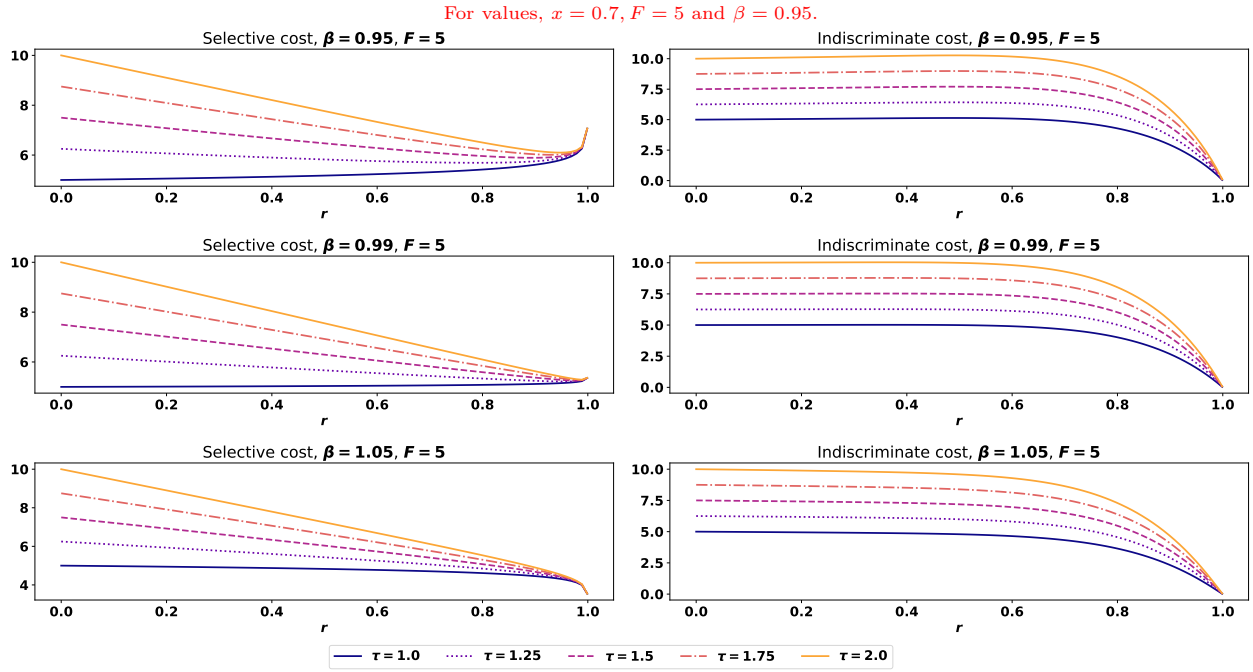 For values, x = 0.7, F = 5 and β = 0.95.
Selective cost, β = 0.95, F = 5
10
8
6
0.0 0.2 0.4 0.6 0.8 1.0
r
Indiscriminate cost, β = 0.95, F = 5
10.0
7.5
5.0
2.5
0.0
0.0 0.2 0.4 0.6 0.8 1.0
r
Selective cost, β = 0.99, F = 5
10
8
6
0.0 0.2 0.4 0.6 0.8 1.0
r
Indiscriminate cost, β = 0.99, F = 5
10.0
7.5
5.0
2.5
0.0
0.0 0.2 0.4 0.6 0.8 1.0
r
Selective cost, β = 1.05, F = 5
10
8
6
4
0.0 0.2 0.4 0.6 0.8 1.0
r
Indiscriminate cost, β = 1.05, F = 5
10.0
7.5
5.0
2.5
0.0
0.0 0.2 0.4 0.6 0.8 1.0
r
τ = 1.0 τ = 1.25 τ = 1.5 τ = 1.75 τ = 2.0